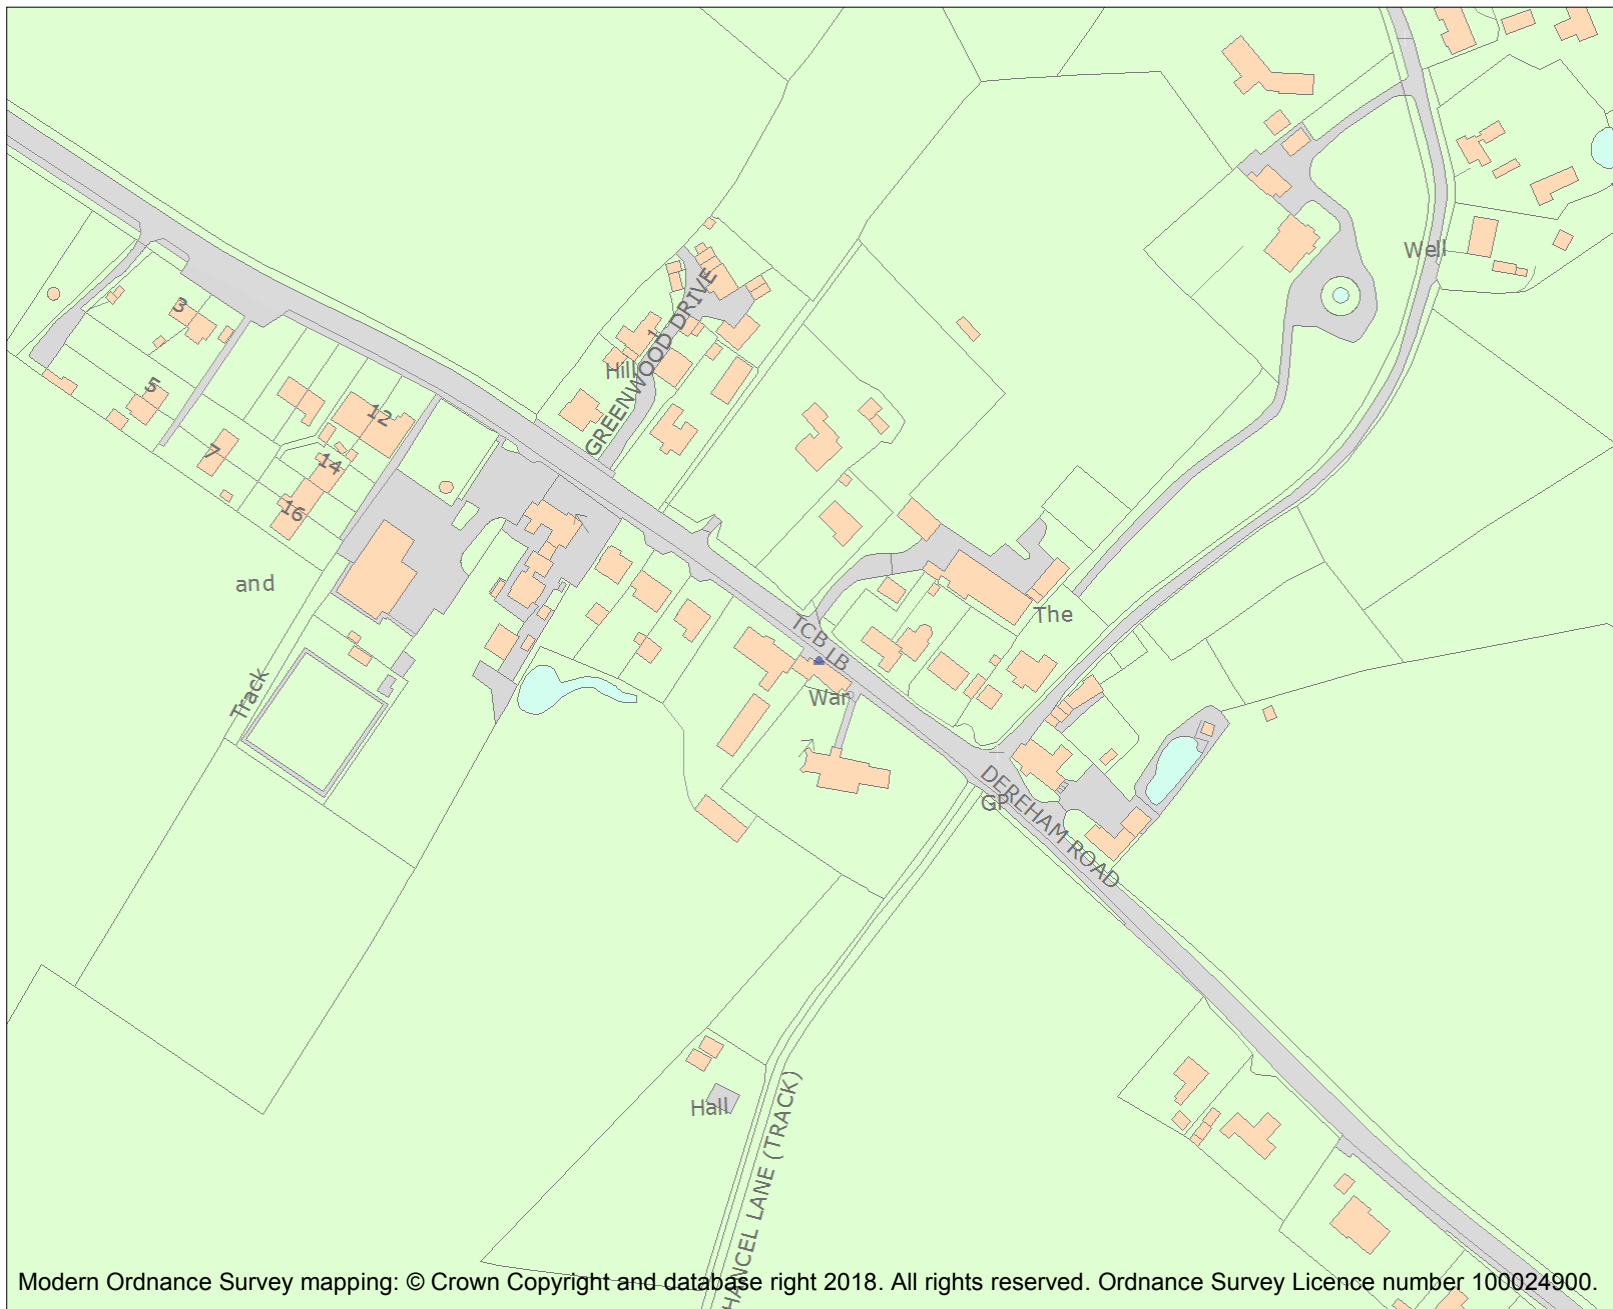 Well
3
GREENWOOD DRIVE
1
Hill
5
12
7
14
16
and
The
TCB LB
Track
War
DEREHAM ROAD
GP
HANCEL LANE (TRACK)
Hall
Modern Ordnance Survey mapping: © Crown Copyright and database right 2018. All rights reserved. Ordnance Survey Licence number 100024900.